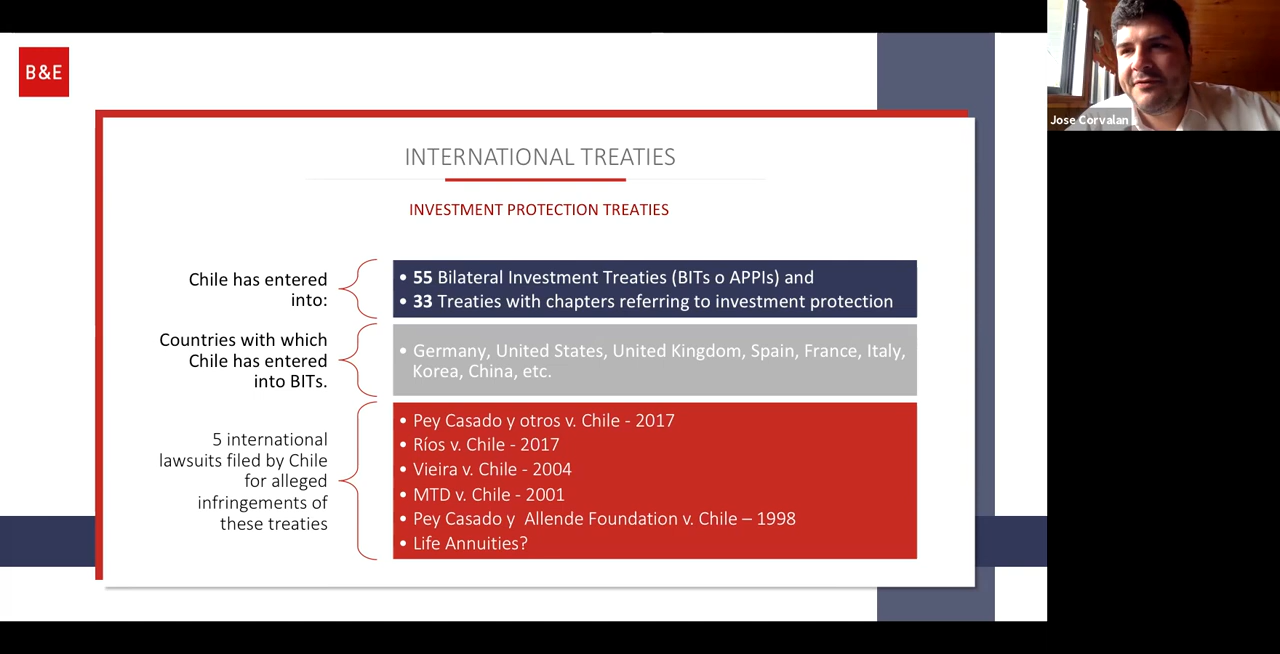 B&E
Jose Corvalan
INTERNATIONAL TREATIES
INVESTMENT PROTECTION TREATIES
Chile has entered
into:
• 55 Bilateral Investment Treaties (BITs o APPIs) and
• 33 Treaties with chapters referring to investment protection
Countries with which
Chile has entered
into BITs.
• Germany, United States, United Kingdom, Spain, France, Italy,
Korea, China, etc.
5 international
lawsuits filed by Chile
for alleged
infringements of
these treaties
• Pey Casado y otros v. Chile - 2017
• Ríos v. Chile - 2017
• Vieira v. Chile - 2004
• MTD v. Chile - 2001
• Pey Casado y Allende Foundation v. Chile – 1998
• Life Annuities?